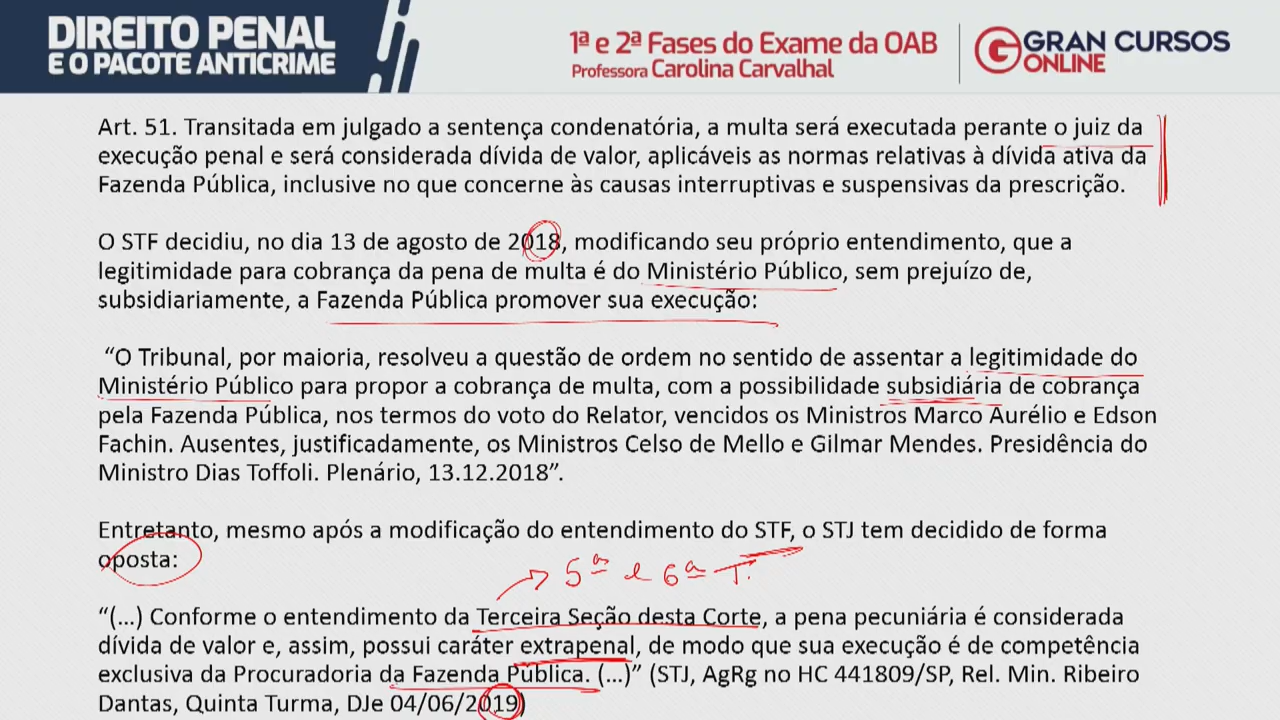 DIREITO PENAL
E O PACOTE ANTICRIME
1ª e 2ª Fases do Exame da OAB
Professora Carolina Carvalhal
GRAN CURSOS
ONLINE
Art. 51. Transitada em julgado a sentença condenatória, a multa será executada perante o juiz da
execução penal e será considerada dívida de valor, aplicáveis as normas relativas à dívida ativa da
Fazenda Pública, inclusive no que concerne às causas interruptivas e suspensivas da prescrição.
O STF decidiu, no dia 13 de agosto de 2018, modificando seu próprio entendimento, que a
legitimidade para cobrança da pena de multa é do Ministério Público, sem prejuízo de,
subsidiariamente, a Fazenda Pública promover sua execução:
“O Tribunal, por maioria, resolveu a questão de ordem no sentido de assentar a legitimidade do
Ministério Público para propor a cobrança de multa, com a possibilidade subsidiária de cobrança
pela Fazenda Pública, nos termos do voto do Relator, vencidos os Ministros Marco Aurélio e Edson
Fachin. Ausentes, justificadamente, os Ministros Celso de Mello e Gilmar Mendes. Presidência do
Ministro Dias Toffoli. Plenário, 13.12.2018”.
Entretanto, mesmo após a modificação do entendimento do STF, o STJ tem decidido de forma
oposta:
5ª e 6ª T.
“(...) Conforme o entendimento da Terceira Seção desta Corte, a pena pecuniária é considerada
dívida de valor e, assim, possui caráter extrapenal, de modo que sua execução é de competência
exclusiva da Procuradoria da Fazenda Pública. (...)” (STJ, AgRg no HC 441809/SP, Rel. Min. Ribeiro
Dantas, Quinta Turma, DJe 04/06/2019)